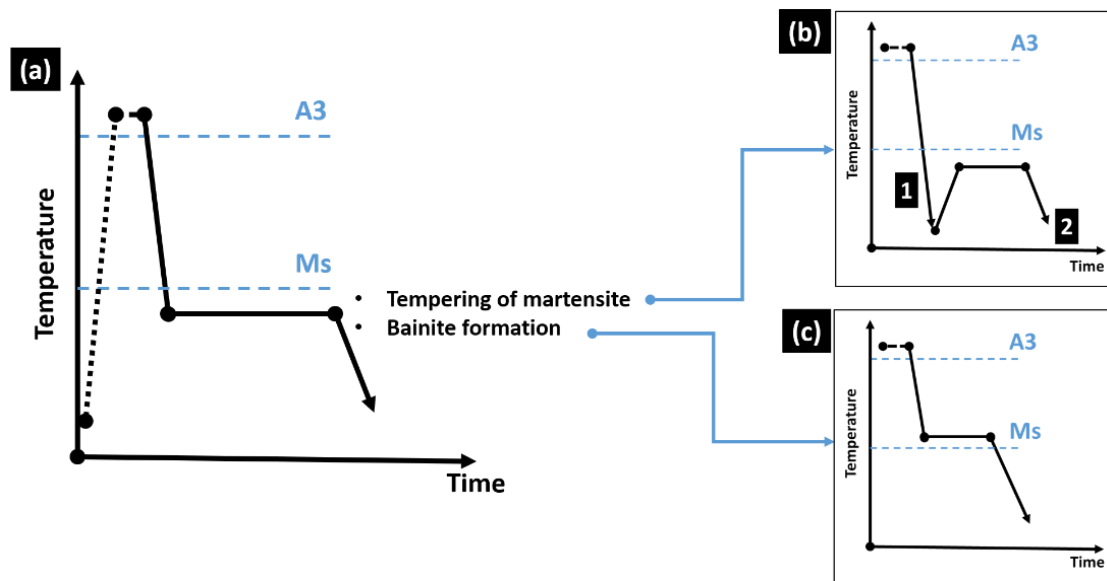 (a)
Temperature
A3
Ms
Time
• Tempering of martensite
• Bainite formation
(b)
Temperature
A3
Ms
1
2
Time
(c)
Temperature
A3
Ms
Time